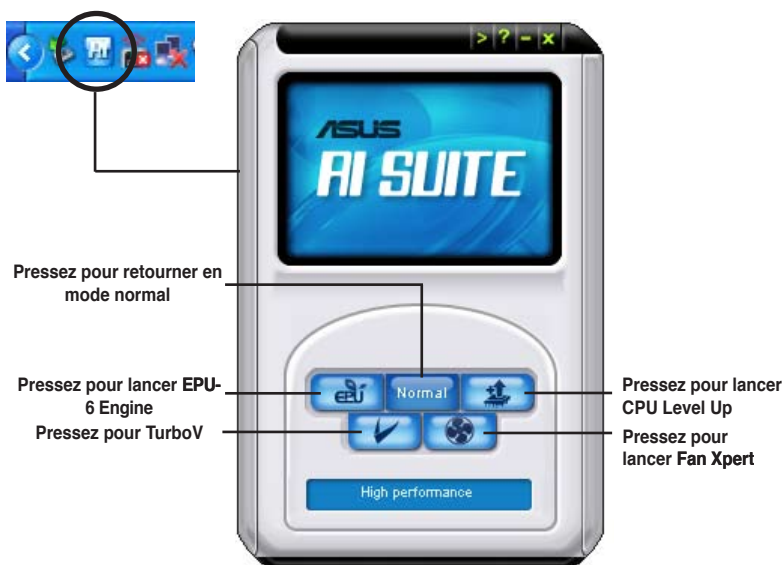 > ? - x
ASUS
AI SUITE
Pressez pour retourner en
mode normal
Pressez pour lancer EPU-
6 Engine
Pressez pour TurboV
EPU
Normal
Pressez pour lancer
CPU Level Up
Pressez pour
lancer Fan Xpert
High performance